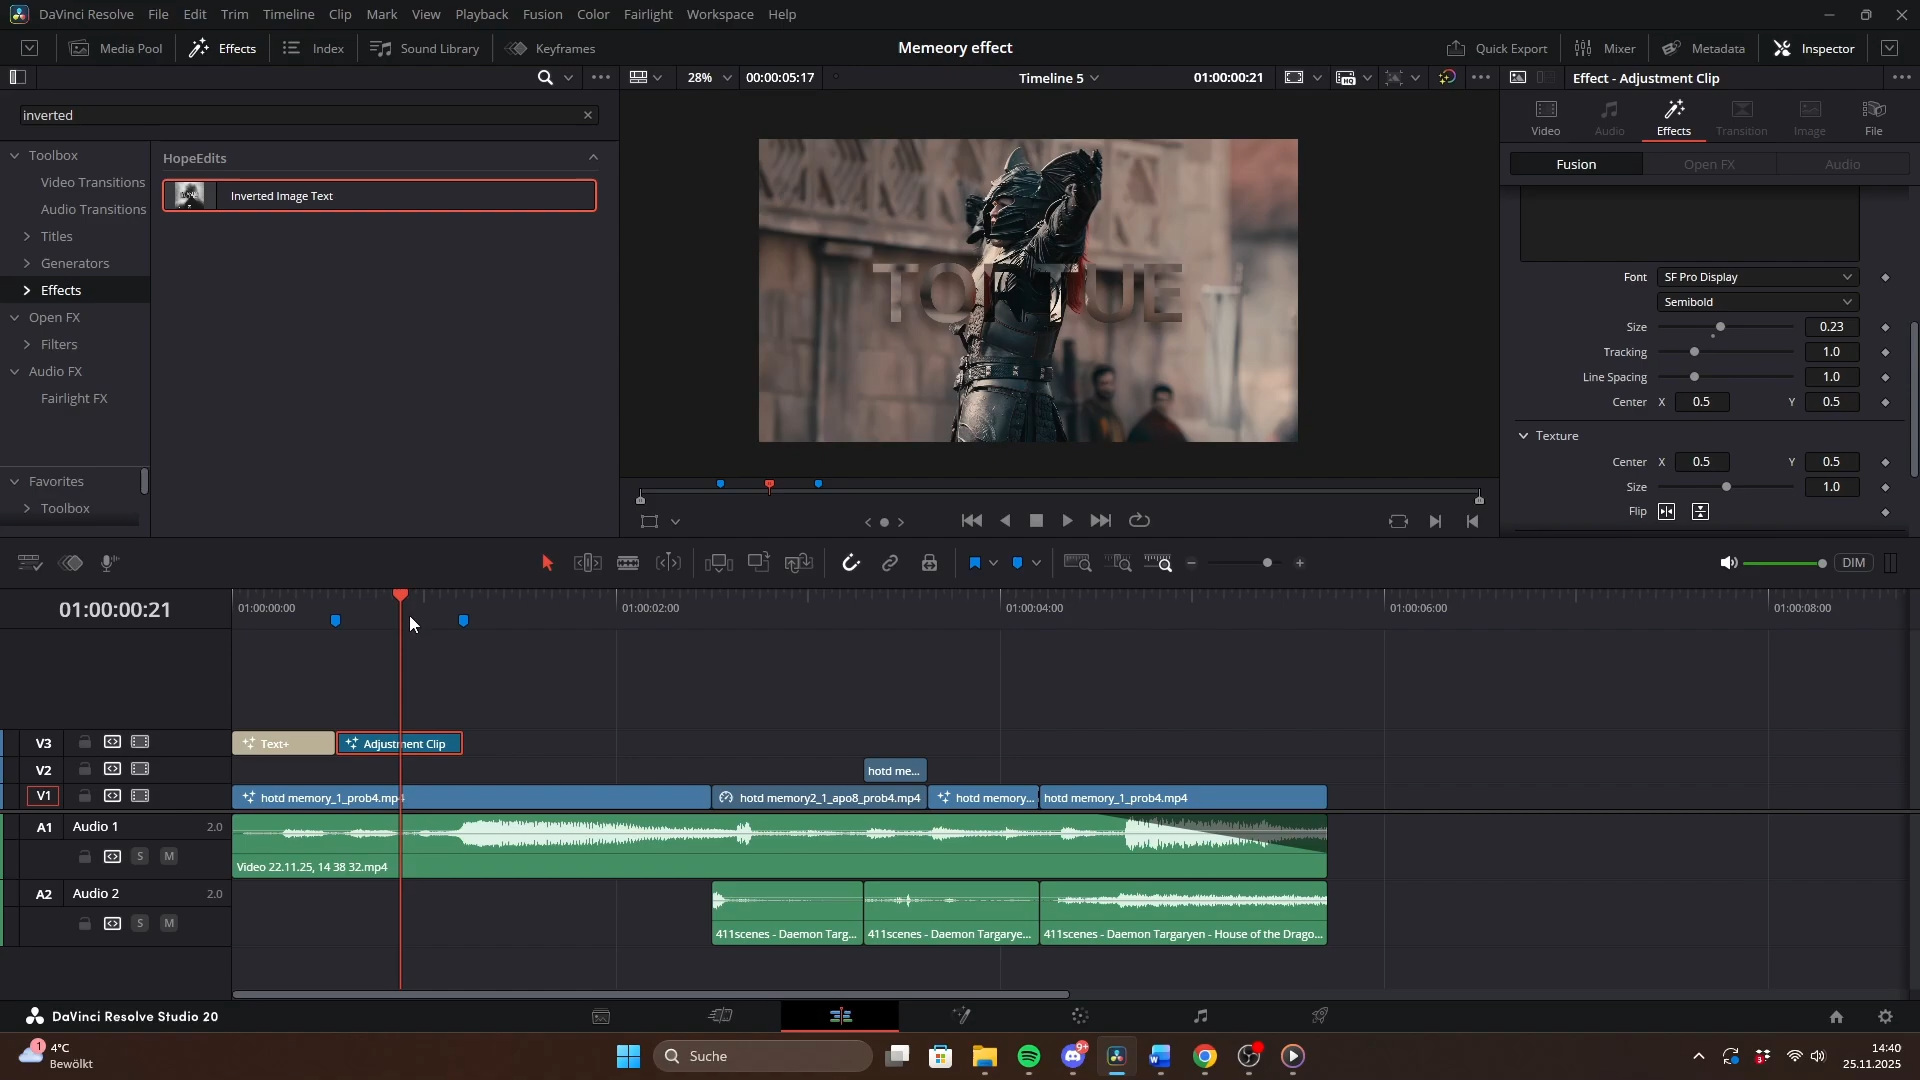 DaVinci Resolve File Edit Trim Timeline Clip Mark View Playback Fusion Color Fairlight Workspace Help
Media Pool Effects Index Sound Library Keyframes Memeory effect Quick Export Mixer Metadata Inspector
28% 00:00:05:17 Timeline 5 01:00:00:21 Effect - Adjustment Clip
inverted
Video Audio Effects Transition Image File
Toolbox
HopeEdits
Fusion Open FX Audio
Video Transitions
Inverted Image Text
Audio Transitions
Titles
Generators
Effects
Open FX
Filters
Audio FX
Fairlight FX
Favorites
Toolbox
TORTUE
Font SF Pro Display
Semibold
Size 0.23
Tracking 1.0
Line Spacing 1.0
Center X 0.5 Y 0.5
Texture
Center X 0.5 Y 0.5
Size 1.0
Flip
DIM
01:00:00:21
01:00:00:00 01:00:02:00 01:00:04:00 01:00:06:00 01:00:08:00
V3 Text+ Adjustment Clip
V2 hotd me...
V1 hotd memory_1_prob4.mp4 hotd memory2_1_apo8_prob4.mp4 hotd memory... hotd memory_1_prob4.mp4
A1 Audio 1 2.0
S M Video 22.11.25, 14 38 32.mp4
A2 Audio 2 2.0
S M 411scenes - Daemon Targ... 411scenes - Daemon Targarye... 411scenes - Daemon Targaryen - House of the Drago...
DaVinci Resolve Studio 20
1 4°C
Bewölkt
Suche
9+
3
14:40
25.11.2025